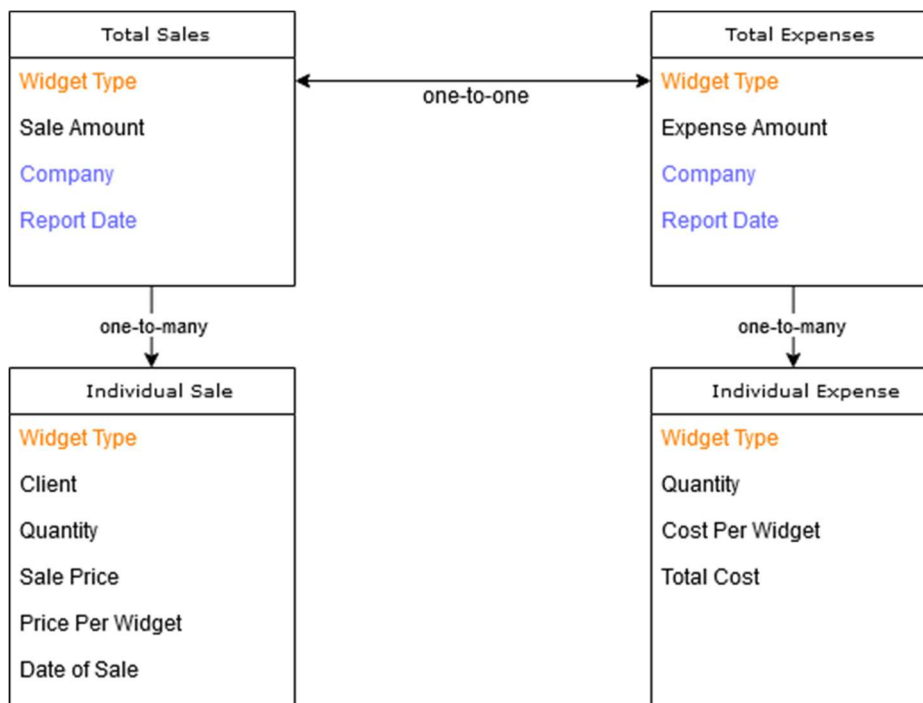 Total Sales
Widget Type
Sale Amount
Company
Report Date
one-to-one
Total Expenses
Widget Type
Expense Amount
Company
Report Date
one-to-many
one-to-many
Individual Sale
Widget Type
Client
Quantity
Sale Price
Price Per Widget
Date of Sale
Individual Expense
Widget Type
Quantity
Cost Per Widget
Total Cost